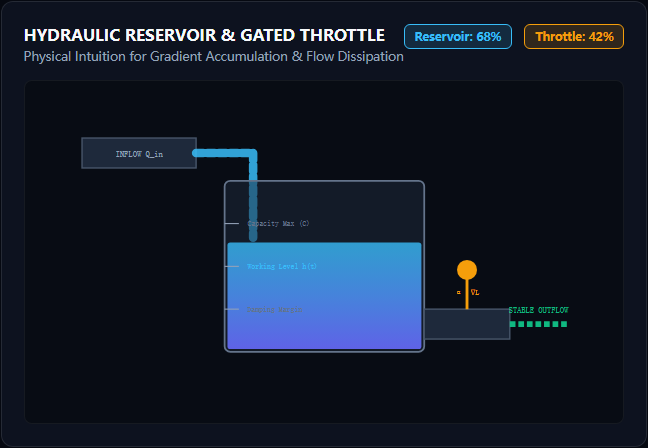 HYDRAULIC RESERVOIR & GATED THROTTLE
Reservoir: 68%
Throttle: 42%
Physical Intuition for Gradient Accumulation & Flow Dissipation
INFLOW Q_in
Capacity Max (C)
Working Level h(t)
∇L
STABLE OUTFLOW